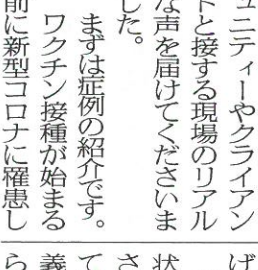 ュニティーやクライアン
トと接する現場のリアル
な声を届けてくださいま
した。
まずは症例の紹介です。
ワクチン接種が始まる
前に新型コロナに罹患し
げ
状
さ
て
義
ら